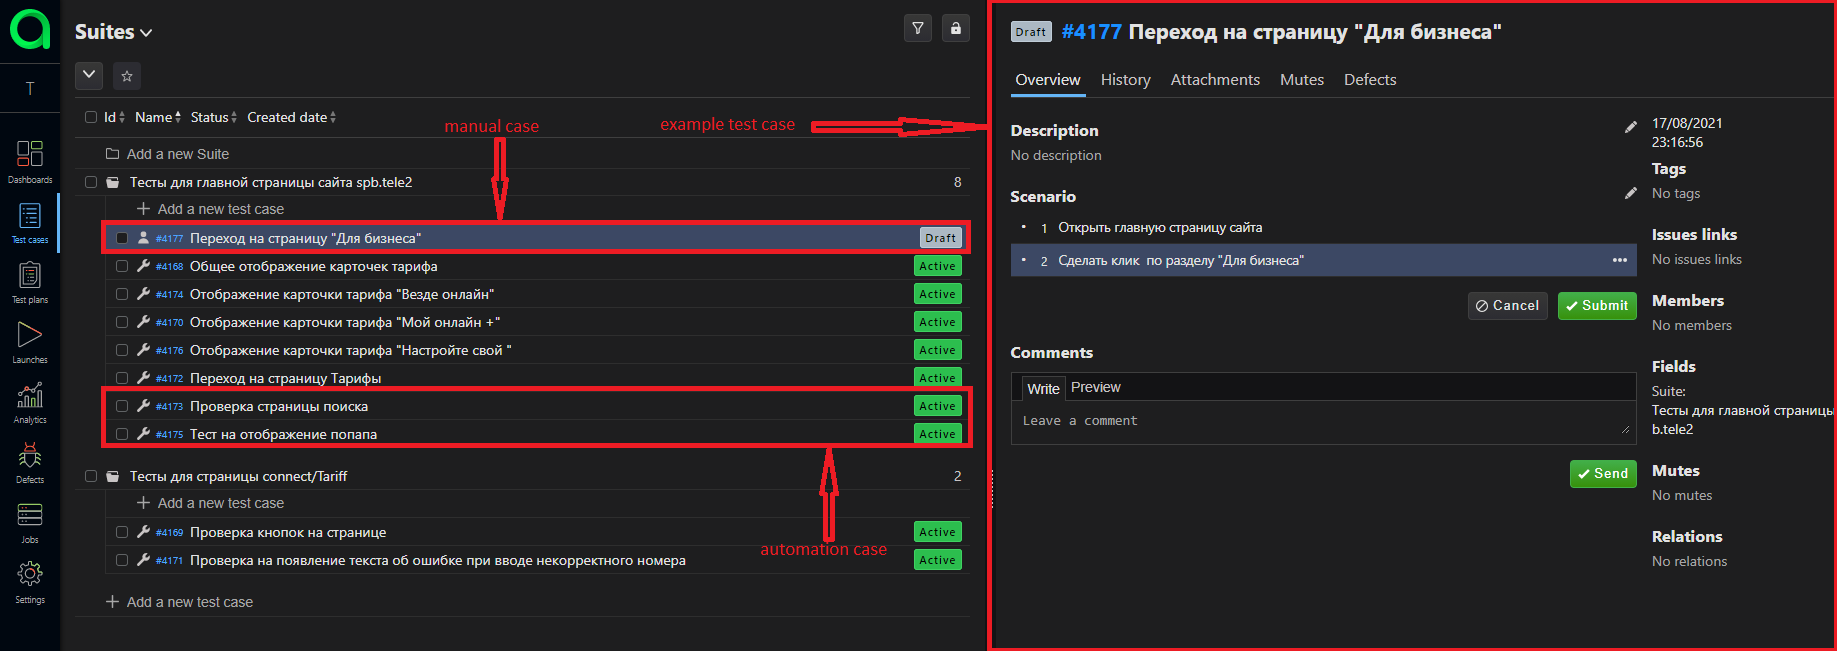 T
Dashboards
Test cases
Test plans
Launches
Analytics
Defects
Jobs
Settings
Suites
Id Name Status Created date
manual case
example test case
Add a new Suite
Тесты для главной страницы сайта spb.tele2 8
Add a new test case
#4177 Переход на страницу "Для бизнеса" Draft
#4168 Общее отображение карточек тарифа Active
#4174 Отображение карточки тарифа "Везде онлайн" Active
#4170 Отображение карточки тарифа "Мой онлайн +" Active
#4176 Отображение карточки тарифа "Настройте свой " Active
#4172 Переход на страницу Тарифы Active
#4173 Проверка страницы поиска Active
#4175 Тест на отображение попапа Active
Тесты для страницы connect/Tariff 2
Add a new test case
#4169 Проверка кнопок на странице Active
automation case
#4171 Проверка на появление текста об ошибке при вводе некорректного номера Active
Add a new test case
Draft #4177 Переход на страницу "Для бизнеса"
Overview History Attachments Mutes Defects
Description
No description
Scenario
1 Открыть главную страницу сайта
2 Сделать клик по разделу "Для бизнеса"
Cancel Submit
Comments
Write Preview
Leave a comment
Send
17/08/2021
23:16:56
Tags
No tags
Issues links
No issues links
Members
No members
Fields
Suite:
Тесты для главной страницы
b.tele2
Mutes
No mutes
Relations
No relations